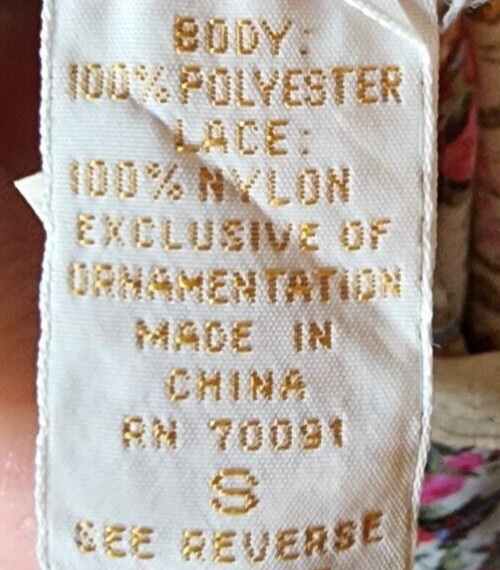 BODY:
100% POLYESTER
LACE:
100% NYLON
EXCLUSIVE OF
ORNAMENTATION
MADE IN
CHINA
RN 70091
S
SEE REVERSE